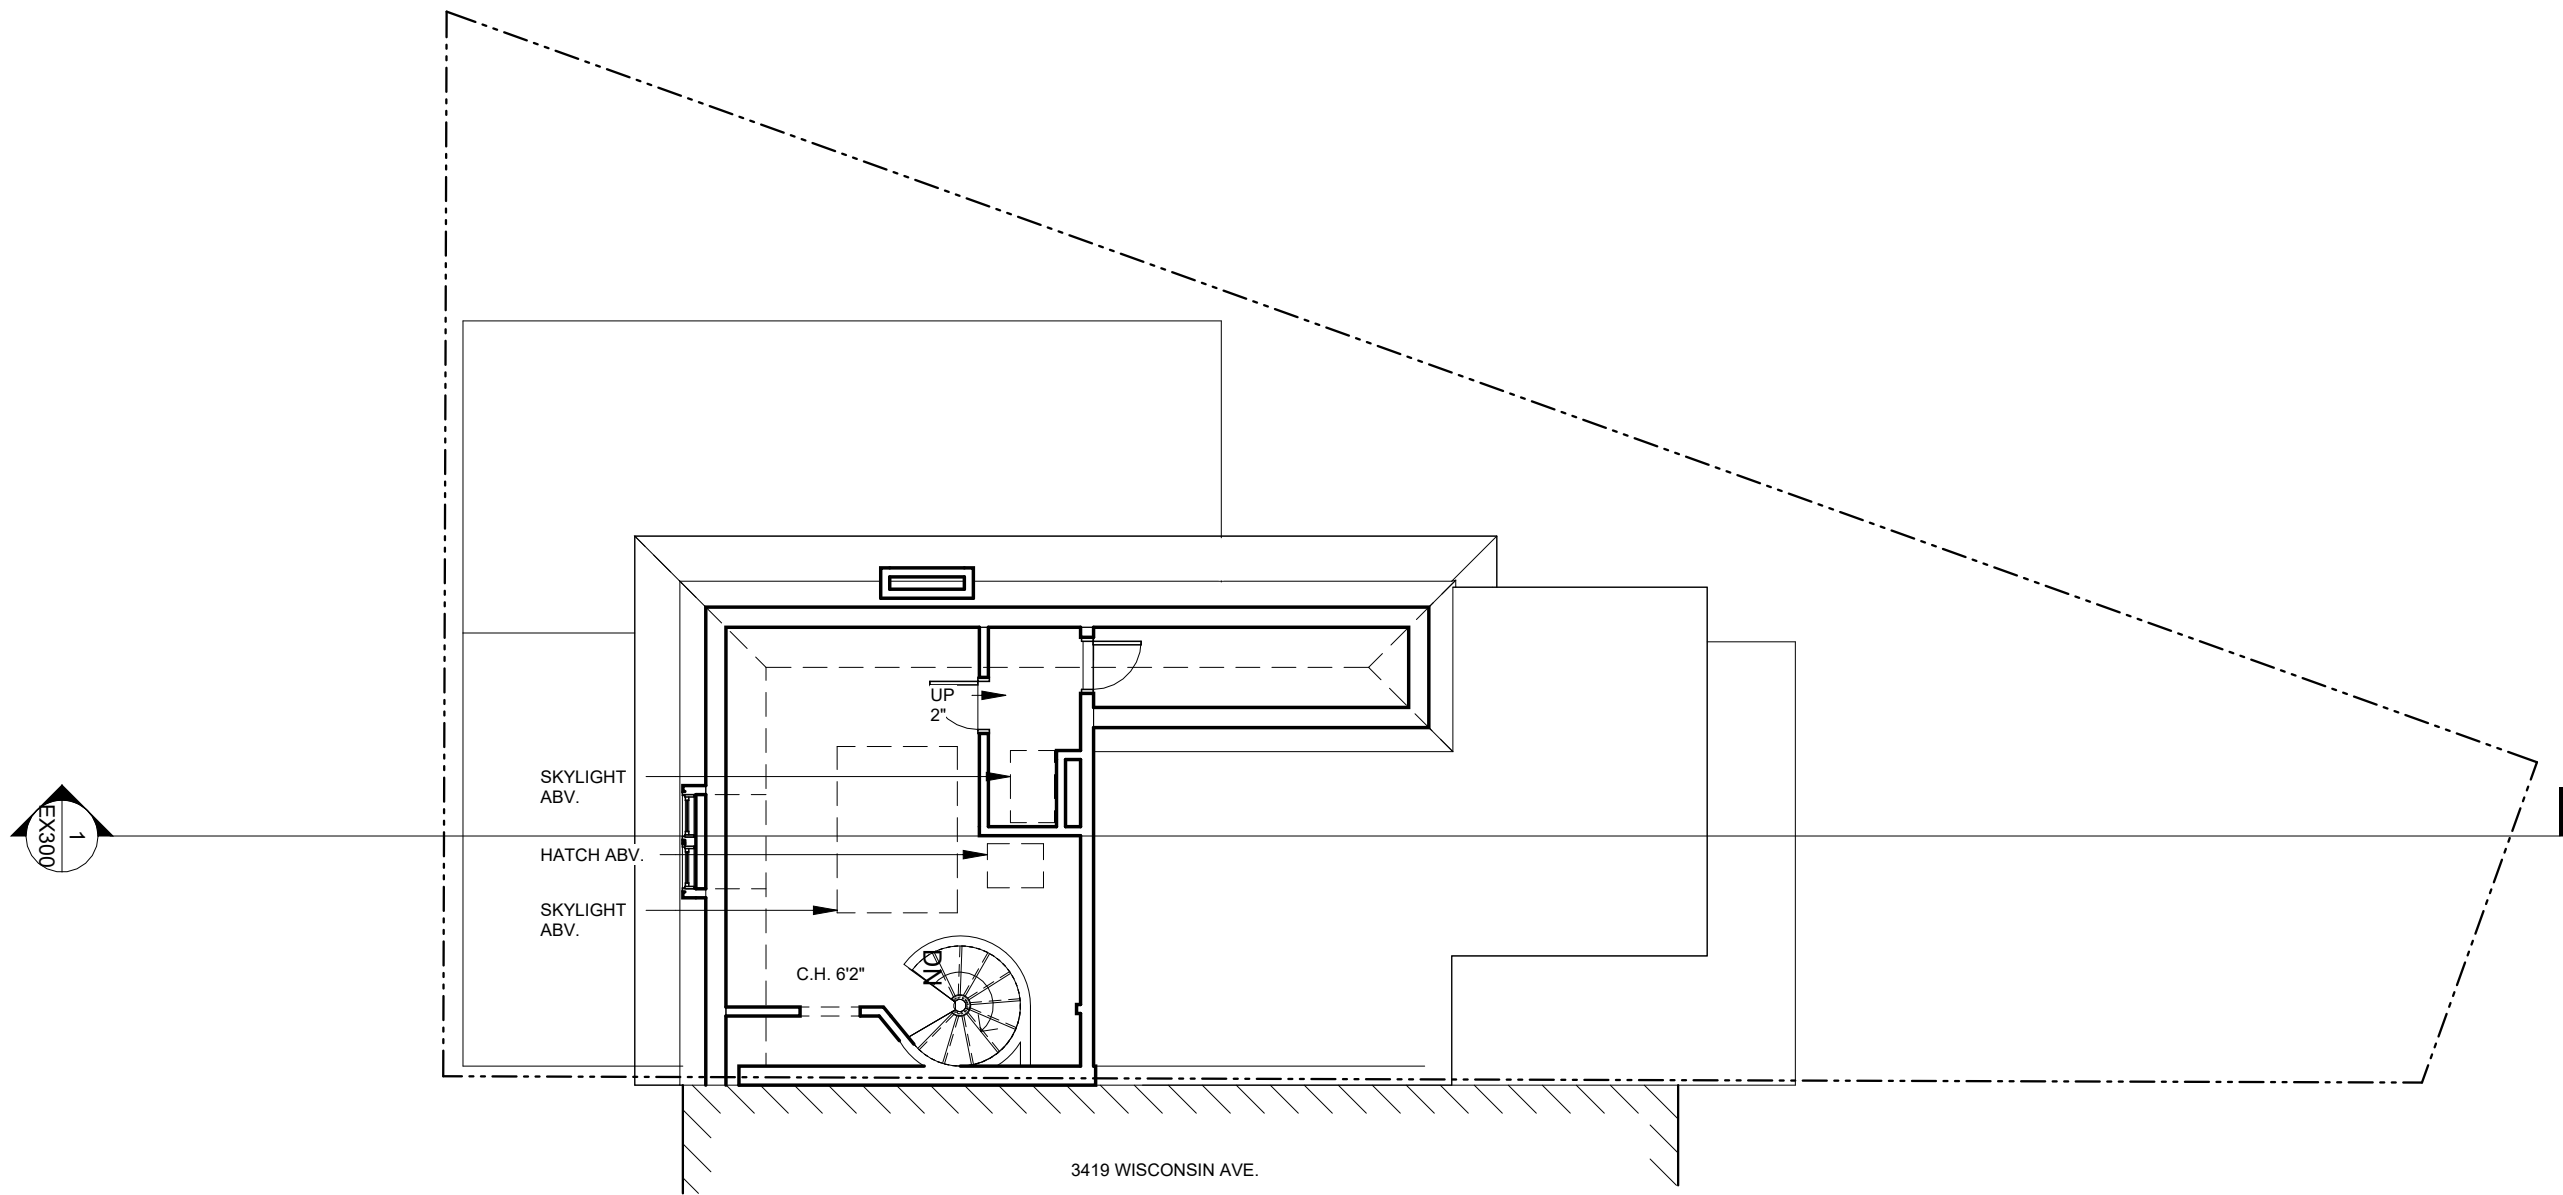 UP
2"
SKYLIGHT
ABV.
1
EX300
HATCH ABV.
SKYLIGHT
ABV.
DN
C.H. 6'2"
3419 WISCONSIN AVE.